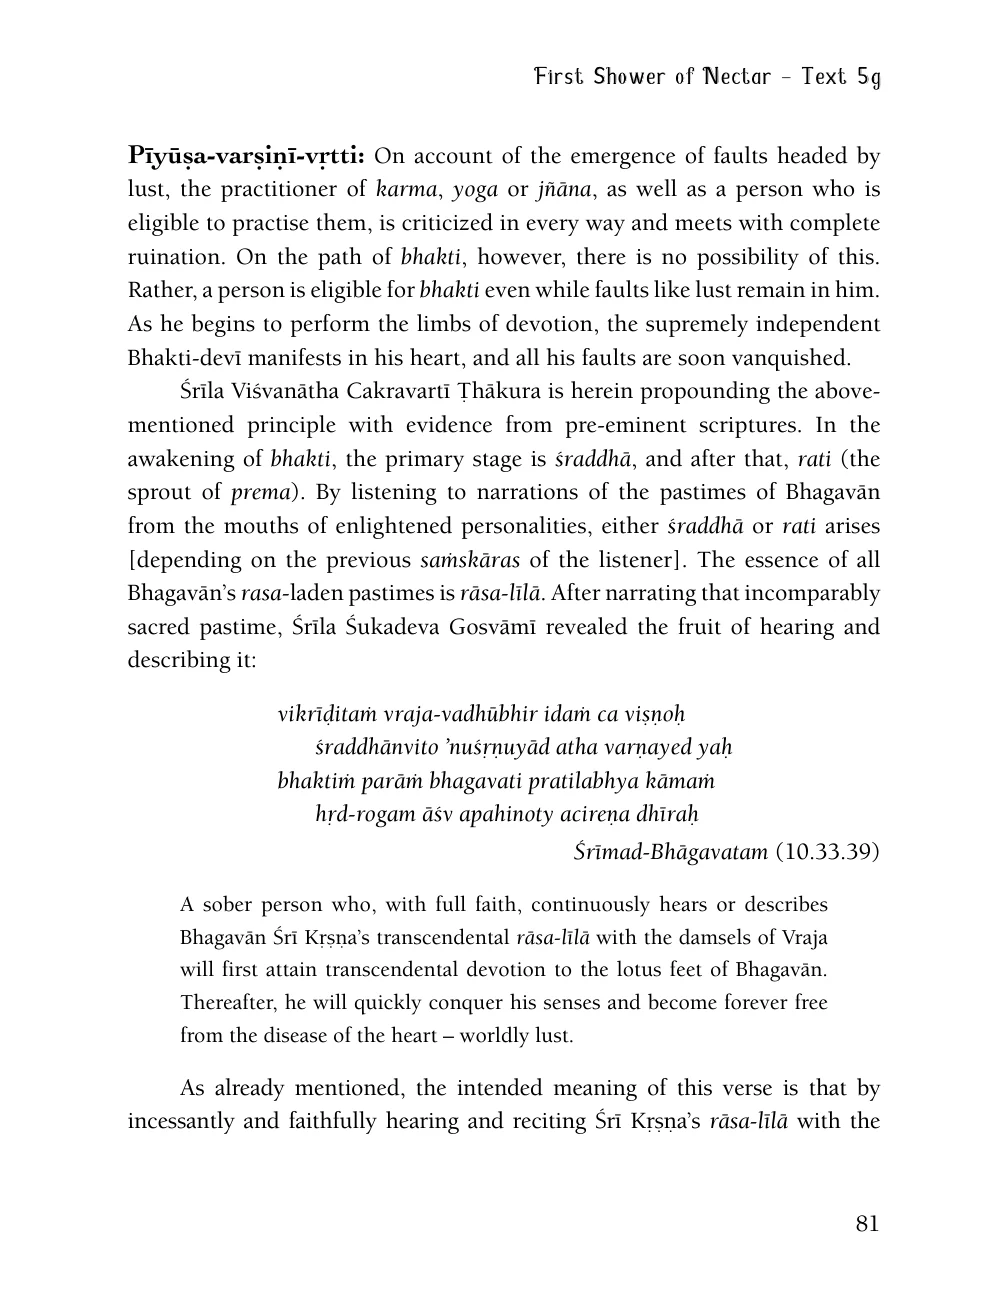 First Shower of Nectar – Text 5g
Pīyūṣa-varṣiṇī-vṛtti: On account of the emergence of faults headed by
lust, the practitioner of karma, yoga or jñāna, as well as a person who is
eligible to practise them, is criticized in every way and meets with complete
ruination. On the path of bhakti, however, there is no possibility of this.
Rather, a person is eligible for bhakti even while faults like lust remain in him.
As he begins to perform the limbs of devotion, the supremely independent
Bhakti-devī manifests in his heart, and all his faults are soon vanquished.
Śrīla Viśvanātha Cakravartī Ṭhākura is herein propounding the above-
mentioned principle with evidence from pre-eminent scriptures. In the
awakening of bhakti, the primary stage is śraddhā, and after that, rati (the
sprout of prema). By listening to narrations of the pastimes of Bhagavān
from the mouths of enlightened personalities, either śraddhā or rati arises
[depending on the previous saṁskāras of the listener]. The essence of all
Bhagavān’s rasa-laden pastimes is rāsa-līlā. After narrating that incomparably
sacred pastime, Śrīla Śukadeva Gosvāmī revealed the fruit of hearing and
describing it:
vikrīḍitaṁ vraja-vadhūbhir idaṁ ca viṣṇoḥ
śraddhānvito ’nuśṛṇuyād atha varṇayed yaḥ
bhaktiṁ parāṁ bhagavati pratilabhya kāmaṁ
hṛd-rogam āśv apahinoty acireṇa dhīraḥ
Śrīmad-Bhāgavatam (10.33.39)
A sober person who, with full faith, continuously hears or describes
Bhagavān Śrī Kṛṣṇa’s transcendental rāsa-līlā with the damsels of Vraja
will first attain transcendental devotion to the lotus feet of Bhagavān.
Thereafter, he will quickly conquer his senses and become forever free
from the disease of the heart – worldly lust.
As already mentioned, the intended meaning of this verse is that by
incessantly and faithfully hearing and reciting Śrī Kṛṣṇa’s rāsa-līlā with the
81